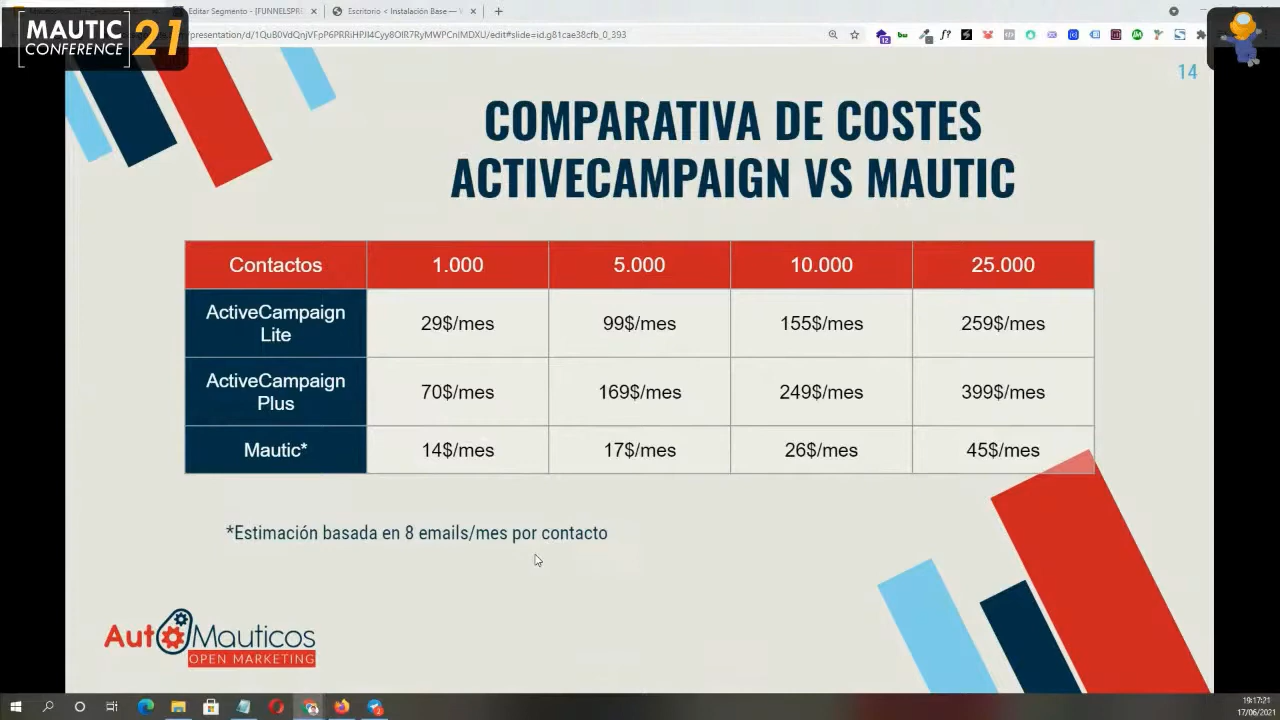 MAUTIC
CONFERENCE
21
Editar Segmento - [FUNNELSPRE
Escritorio < Instalación Base —
/presentation/d/1QuB0VdQnjVFpP6PRRiHPJI4Cyy8OIR7RyMWPCnIMDXU/edit#slide=id.g81cae38cfb_0_393
14
COMPARATIVA DE COSTES
ACTIVECAMPAIGN VS MAUTIC
Contactos 1.000 5.000 10.000 25.000
ActiveCampaign
Lite 29$/mes 99$/mes 155$/mes 259$/mes
ActiveCampaign
Plus 70$/mes 169$/mes 249$/mes 399$/mes
Mautic* 14$/mes 17$/mes 26$/mes 45$/mes
*Estimación basada en 8 emails/mes por contacto
AutoMauticos
OPEN MARKETING
19:17:21
17/06/2021